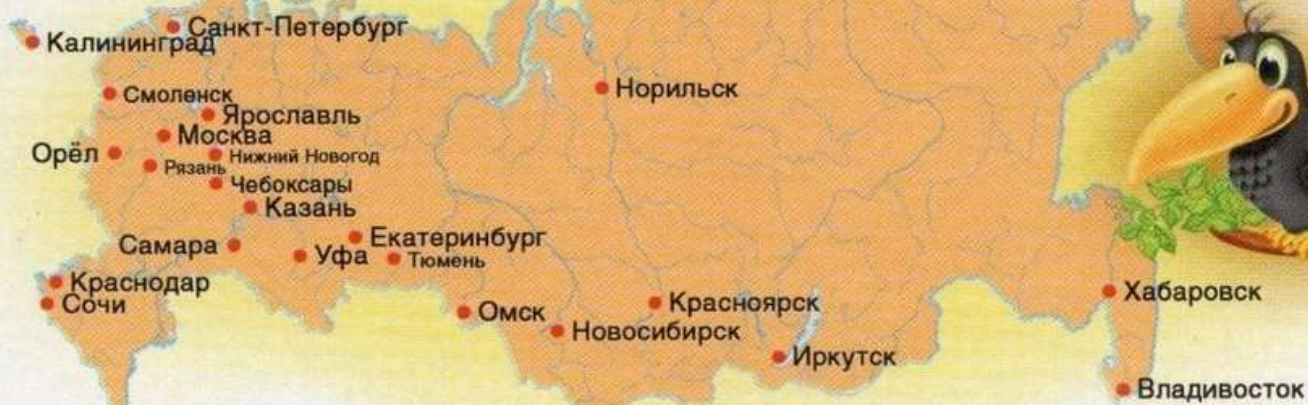 Санкт-Петербург
Калининград
Норильск
Смоленск
Ярославль
Москва
Орёл
Нижний Новогод
Рязань
Чебоксары
Казань
Екатеринбург
Самара
Уфа
Тюмень
Краснодар
Сочи
Красноярск
Хабаровск
Омск
Новосибирск
Иркутск
Владивосток